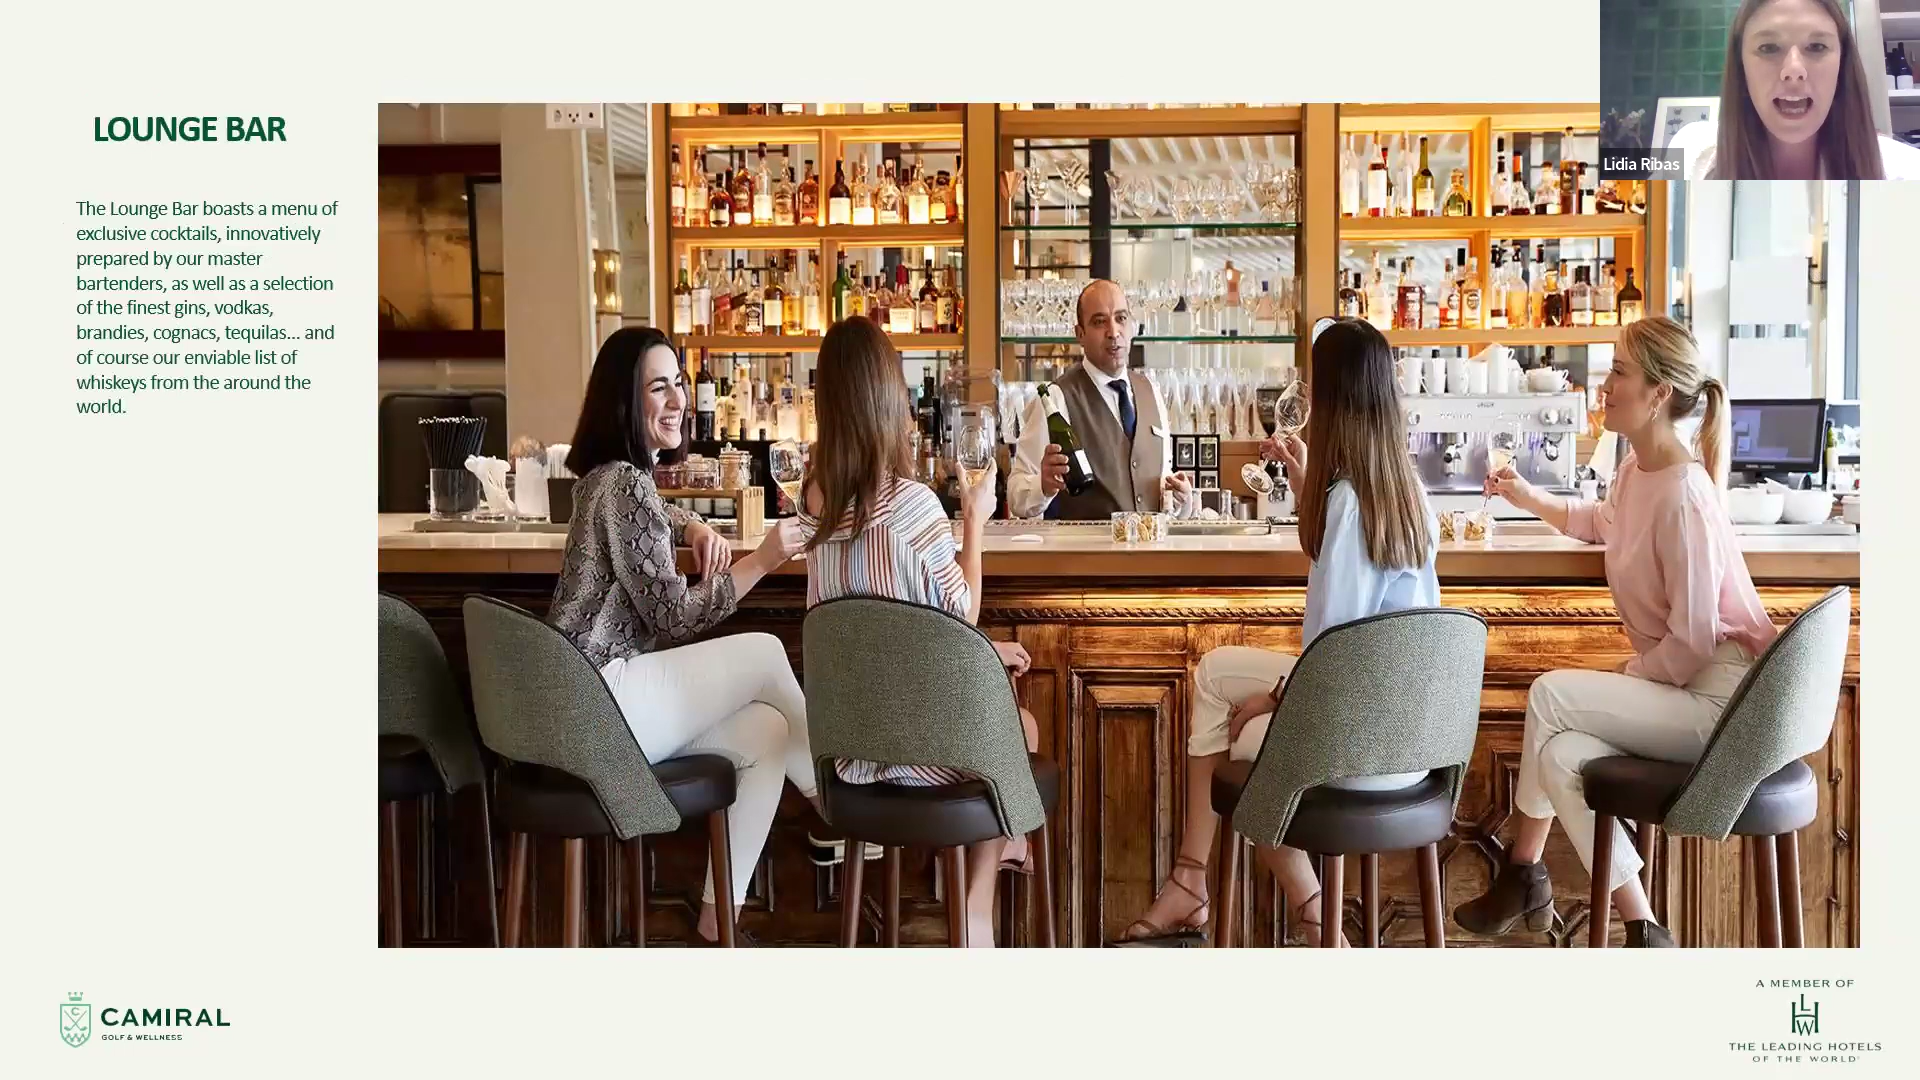 LOUNGE BAR
The Lounge Bar boasts a menu of
exclusive cocktails, innovatively
prepared by our master
bartenders, as well as a selection
of the finest gins, vodkas,
brandies, cognacs, tequilas... and
of course our enviable list of
whiskeys from the around the
world.
Lidia Ribas
C
CAMIRAL
GOLF & WELLNESS
A MEMBER OF
L
H
W
THE LEADING HOTELS
OF THE WORLD